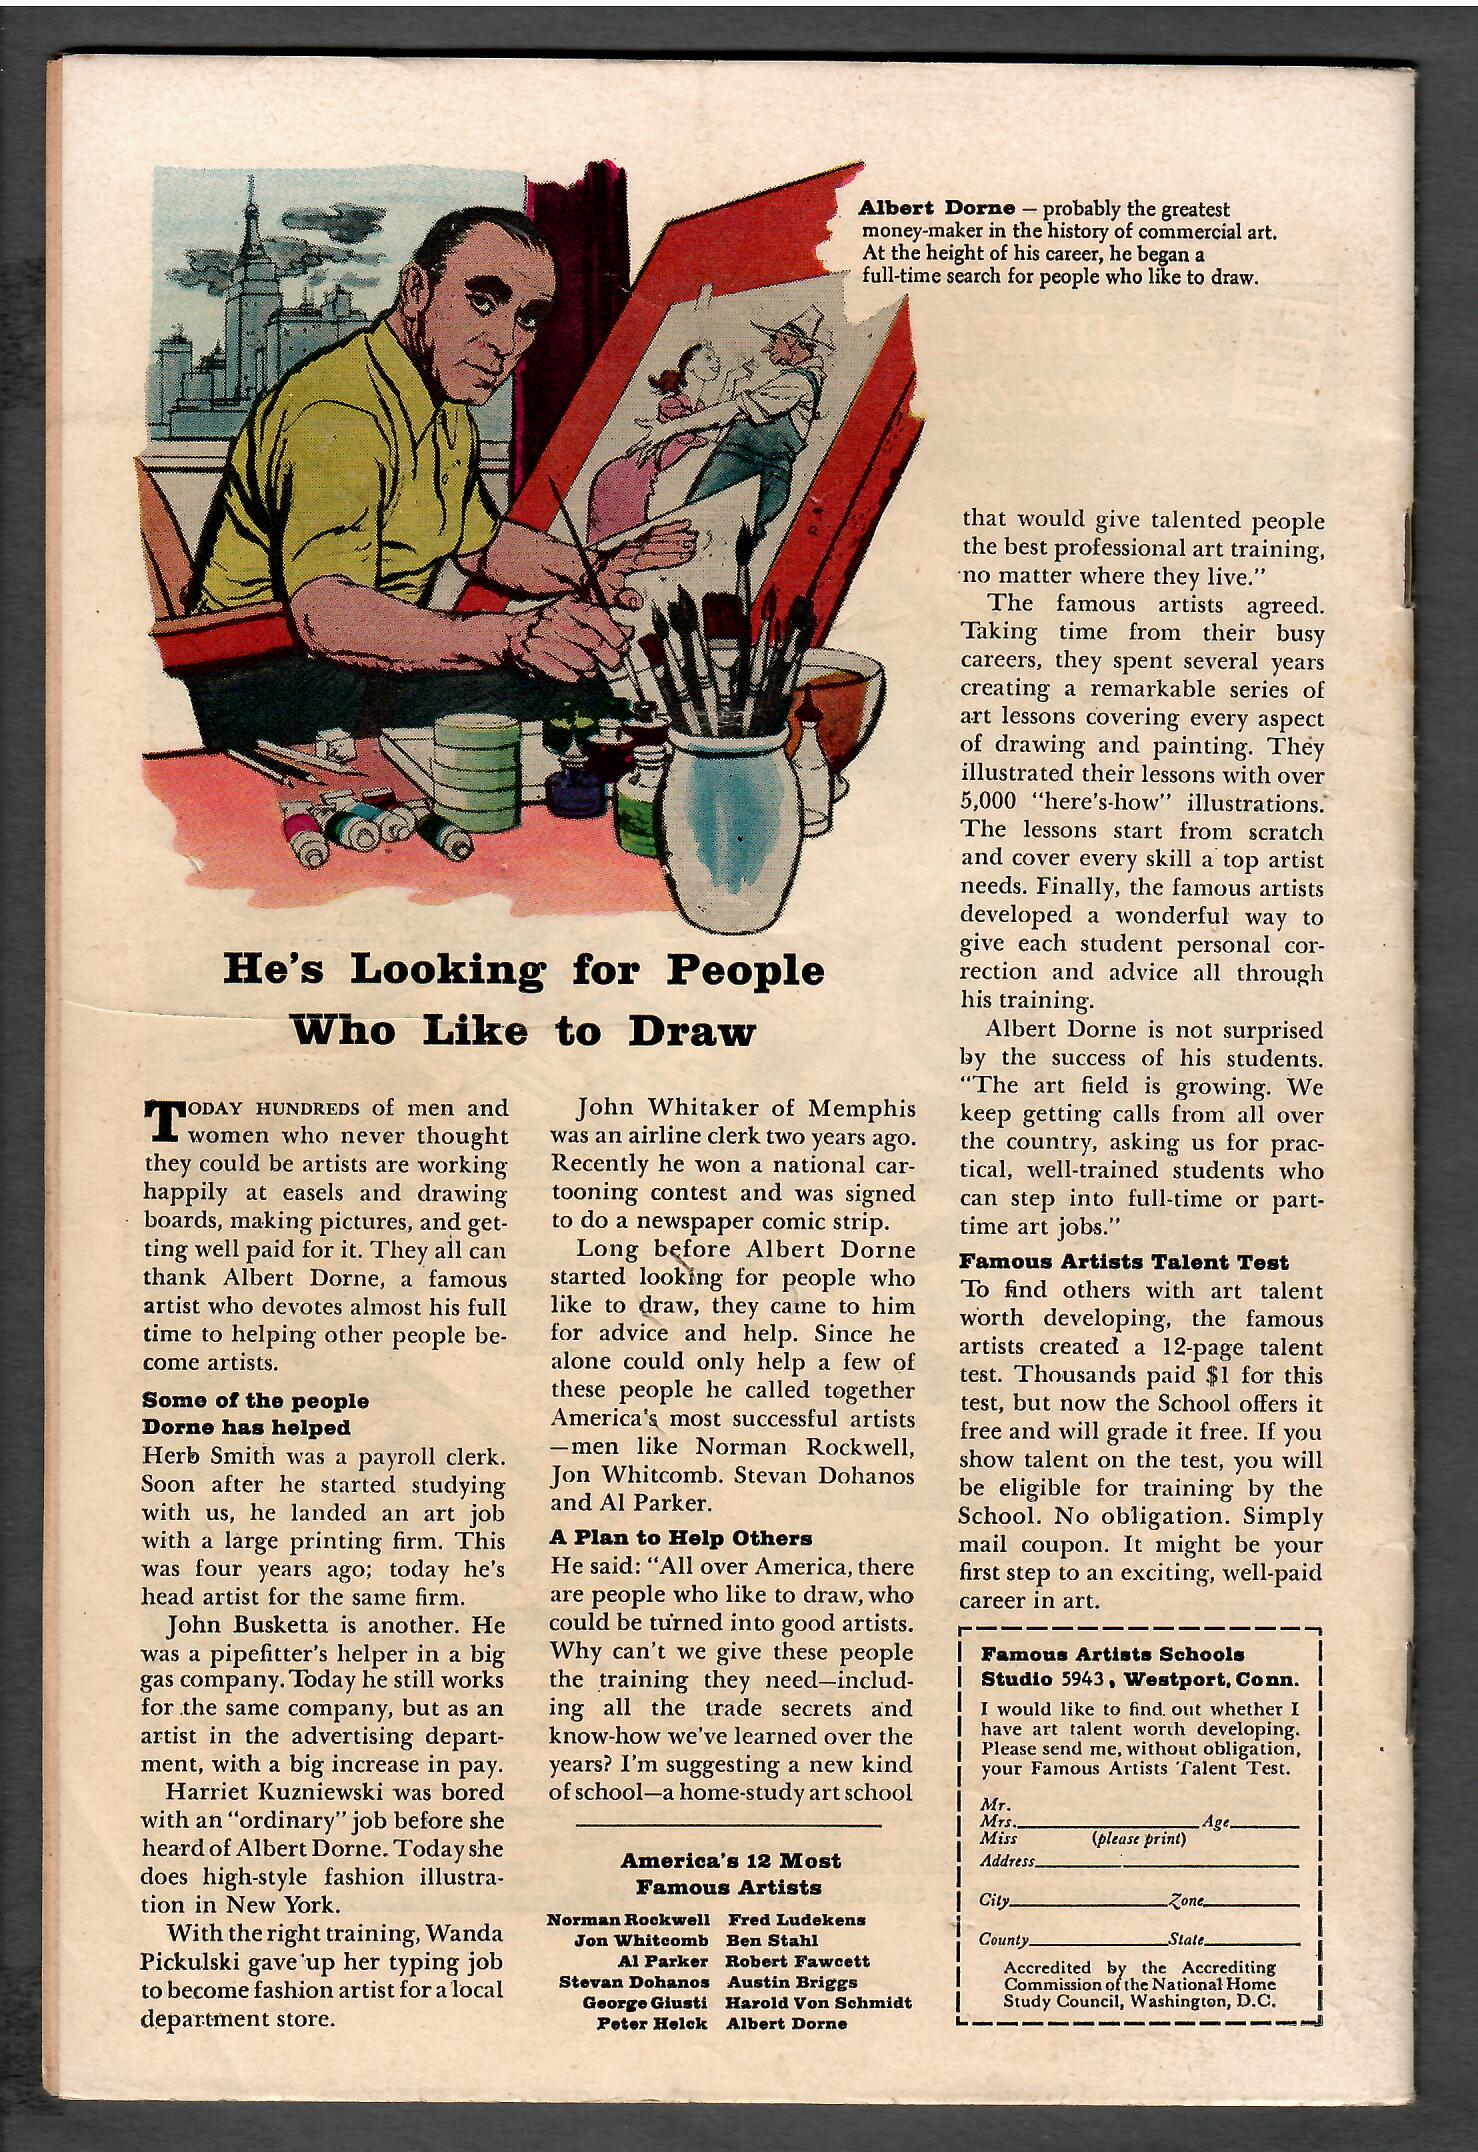 Albert Dorne – probably the greatest
money-maker in the history of commercial art.
At the height of his career, he began a
full-time search for people who like to draw.
He's Looking for People
Who Like to Draw
TODAY HUNDREDS of men and
women who never thought
they could be artists are working
happily at easels and drawing
boards, making pictures, and get-
ting well paid for it. They all can
thank Albert Dorne, a famous
artist who devotes almost his full
time to helping other people be-
come artists.
Some of the people
Dorne has helped
Herb Smith was a payroll clerk.
Soon after he started studying
with us, he landed an art job
with a large printing firm. This
was four years ago; today he's
head artist for the same firm.
John Busketta is another. He
was a pipefitter's helper in a big
gas company. Today he still works
for the same company, but as an
artist in the advertising depart-
ment, with a big increase in pay.
Harriet Kuzniewski was bored
with an "ordinary" job before she
heard of Albert Dorne. Today she
does high-style fashion illustra-
tion in New York.
With the right training, Wanda
Pickulski gave up her typing job
to become fashion artist for a local
department store.
John Whitaker of Memphis
was an airline clerk two years ago.
Recently he won a national car-
tooning contest and was signed
to do a newspaper comic strip.
Long before Albert Dorne
started looking for people who
like to draw, they came to him
for advice and help. Since he
alone could only help a few of
these people he called together
America's most successful artists
—men like Norman Rockwell,
Jon Whitcomb. Stevan Dohanos
and Al Parker.
A Plan to Help Others
He said: "All over America, there
are people who like to draw, who
could be turned into good artists.
Why can't we give these people
the training they need—includ-
ing all the trade secrets and
know-how we've learned over the
years? I'm suggesting a new kind
of school—a home-study art school
America's 12 Most
Famous Artists
Norman Rockwell Fred Ludekens
Jon Whitcomb Ben Stahl
Al Parker Robert Fawcett
Stevan Dohanos Austin Briggs
George Giusti Harold Von Schmidt
Peter Helck Albert Dorne
that would give talented people
the best professional art training,
no matter where they live."
The famous artists agreed.
Taking time from their busy
careers, they spent several years
creating a remarkable series of
art lessons covering every aspect
of drawing and painting. They
illustrated their lessons with over
5,000 "here's-how" illustrations.
The lessons start from scratch
and cover every skill a top artist
needs. Finally, the famous artists
developed a wonderful way to
give each student personal cor-
rection and advice all through
his training.
Albert Dorne is not surprised
by the success of his students.
"The art field is growing. We
keep getting calls from all over
the country, asking us for prac-
tical, well-trained students who
can step into full-time or part-
time art jobs."
Famous Artists Talent Test
To find others with art talent
worth developing, the famous
artists created a 12-page talent
test. Thousands paid $1 for this
test, but now the School offers it
free and will grade it free. If you
show talent on the test, you will
be eligible for training by the
School. No obligation. Simply
mail coupon. It might be your
first step to an exciting, well-paid
career in art.
Famous Artists Schools
Studio 5943, Westport, Conn.
I would like to find out whether I
have art talent worth developing.
Please send me, without obligation,
your Famous Artists Talent Test.
Mr.
Mrs. Age
Miss (please print)
Address
City Zone
County State
Accredited by the Accrediting
Commission of the National Home
Study Council, Washington, D.C.